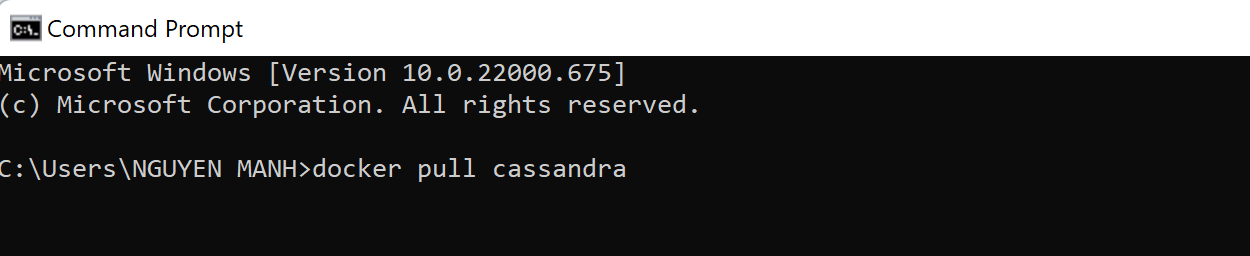 Command Prompt
Microsoft Windows [Version 10.0.22000.675]
(c) Microsoft Corporation. All rights reserved.
C:\Users\NGUYEN MANH>docker pull cassandra